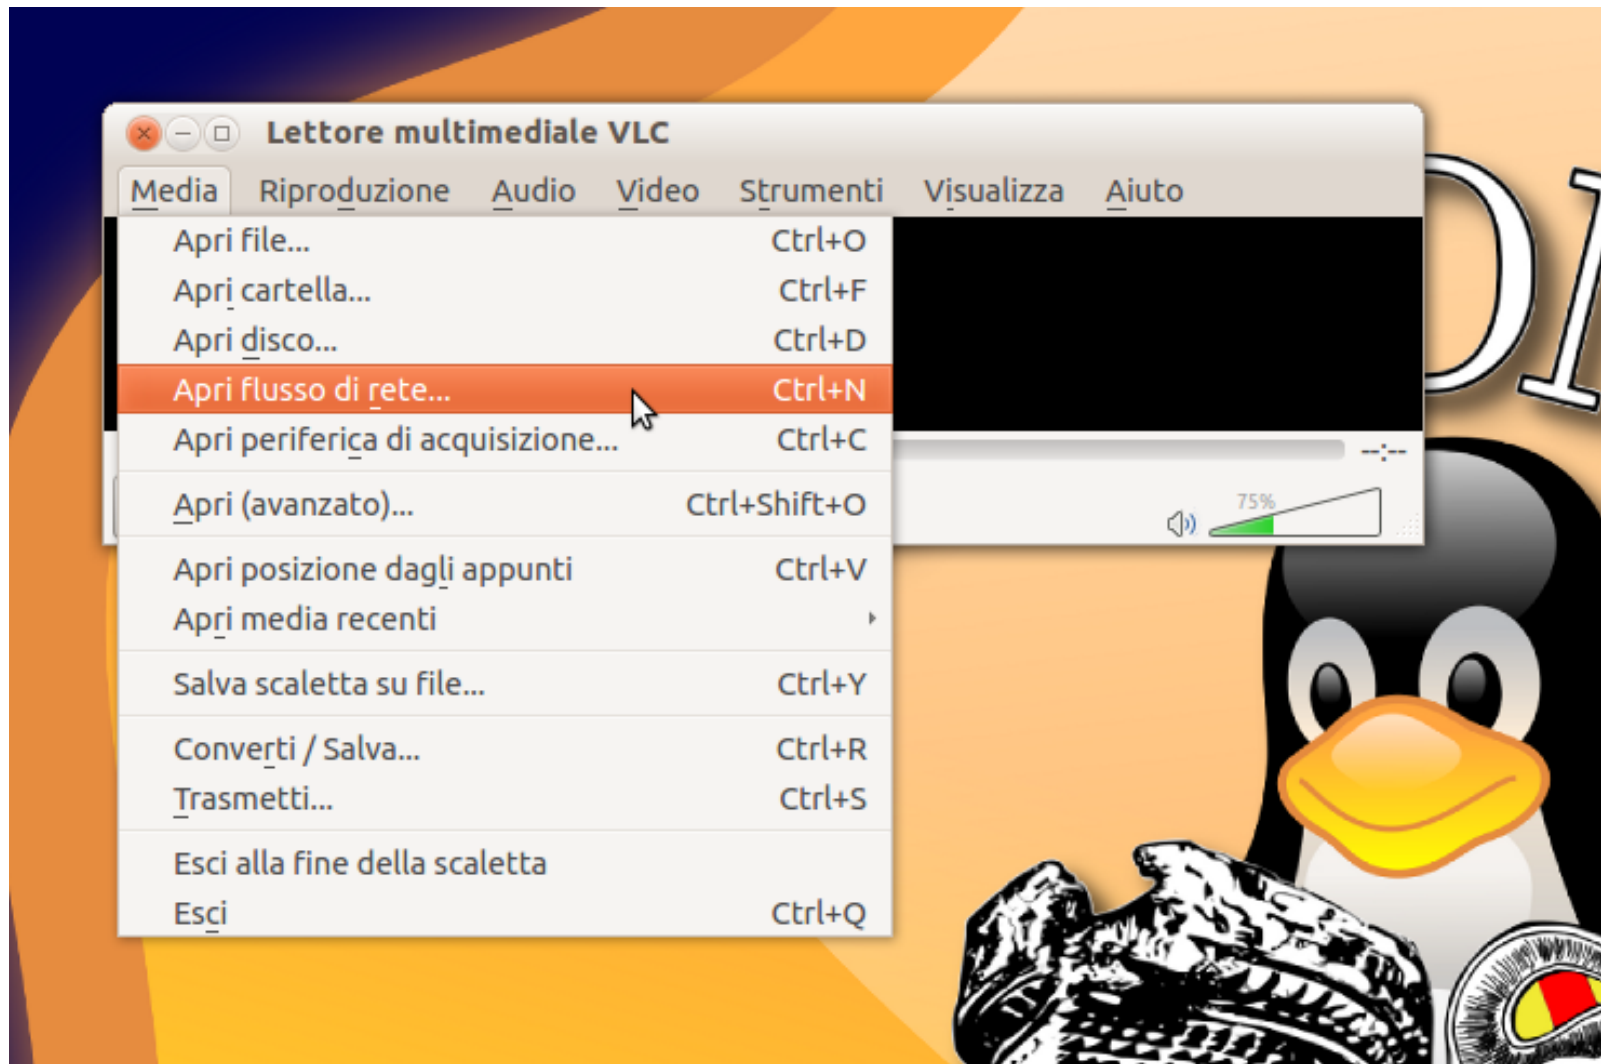 Lettore multimediale VLC
Media Riproduzione Audio Video Strumenti Visualizza Aiuto
Apri file... Ctrl+O
Apri cartella... Ctrl+F
Apri disco... Ctrl+D
Apri flusso di rete... Ctrl+N
Apri periferica di acquisizione... Ctrl+C
--:--
Apri (avanzato)... Ctrl+Shift+O
75%
Apri posizione dagli appunti Ctrl+V
Apri media recenti
Salva scaletta su file... Ctrl+Y
Converti / Salva... Ctrl+R
Trasmetti... Ctrl+S
Esci alla fine della scaletta
Esci Ctrl+Q